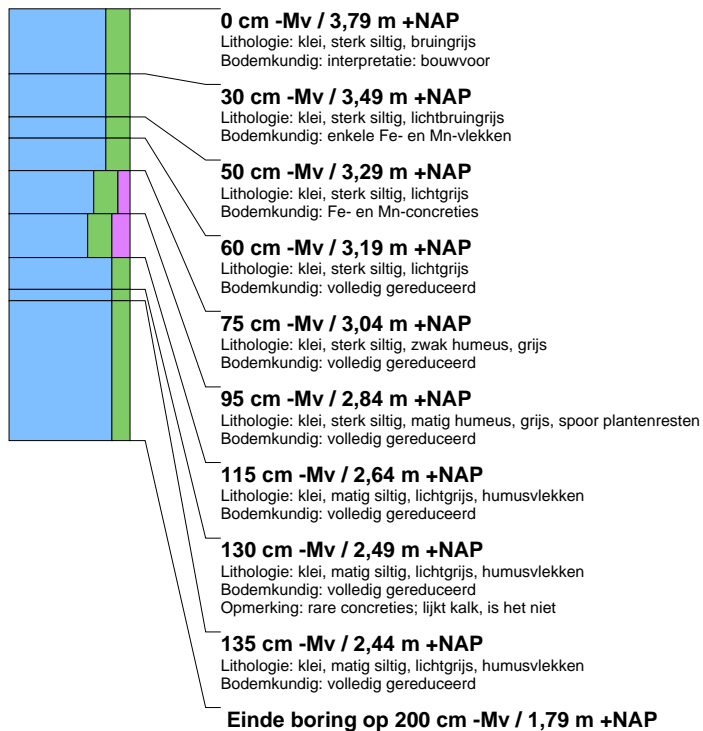 0 cm -Mv / 3,79 m +NAP
Lithologie: klei, sterk siltig, bruingrijs
Bodemkundig: interpretatie: bouwvoor
30 cm -Mv / 3,49 m +NAP
Lithologie: klei, sterk siltig, lichtbruingrijs
Bodemkundig: enkele Fe- en Mn-vlekken
50 cm -Mv / 3,29 m +NAP
Lithologie: klei, sterk siltig, lichtgrijs
Bodemkundig: Fe- en Mn-concreties
60 cm -Mv / 3,19 m +NAP
Lithologie: klei, sterk siltig, lichtgrijs
Bodemkundig: volledig gereduceerd
75 cm -Mv / 3,04 m +NAP
Lithologie: klei, sterk siltig, zwak humeus, grijs
Bodemkundig: volledig gereduceerd
95 cm -Mv / 2,84 m +NAP
Lithologie: klei, sterk siltig, matig humeus, grijs, spoor plantenresten
Bodemkundig: volledig gereduceerd
115 cm -Mv / 2,64 m +NAP
Lithologie: klei, matig siltig, lichtgrijs, humusvlekken
Bodemkundig: volledig gereduceerd
130 cm -Mv / 2,49 m +NAP
Lithologie: klei, matig siltig, lichtgrijs, humusvlekken
Bodemkundig: volledig gereduceerd
Opmerking: rare concreties; lijkt kalk, is het niet
135 cm -Mv / 2,44 m +NAP
Lithologie: klei, matig siltig, lichtgrijs, humusvlekken
Bodemkundig: volledig gereduceerd
Einde boring op 200 cm -Mv / 1,79 m +NAP